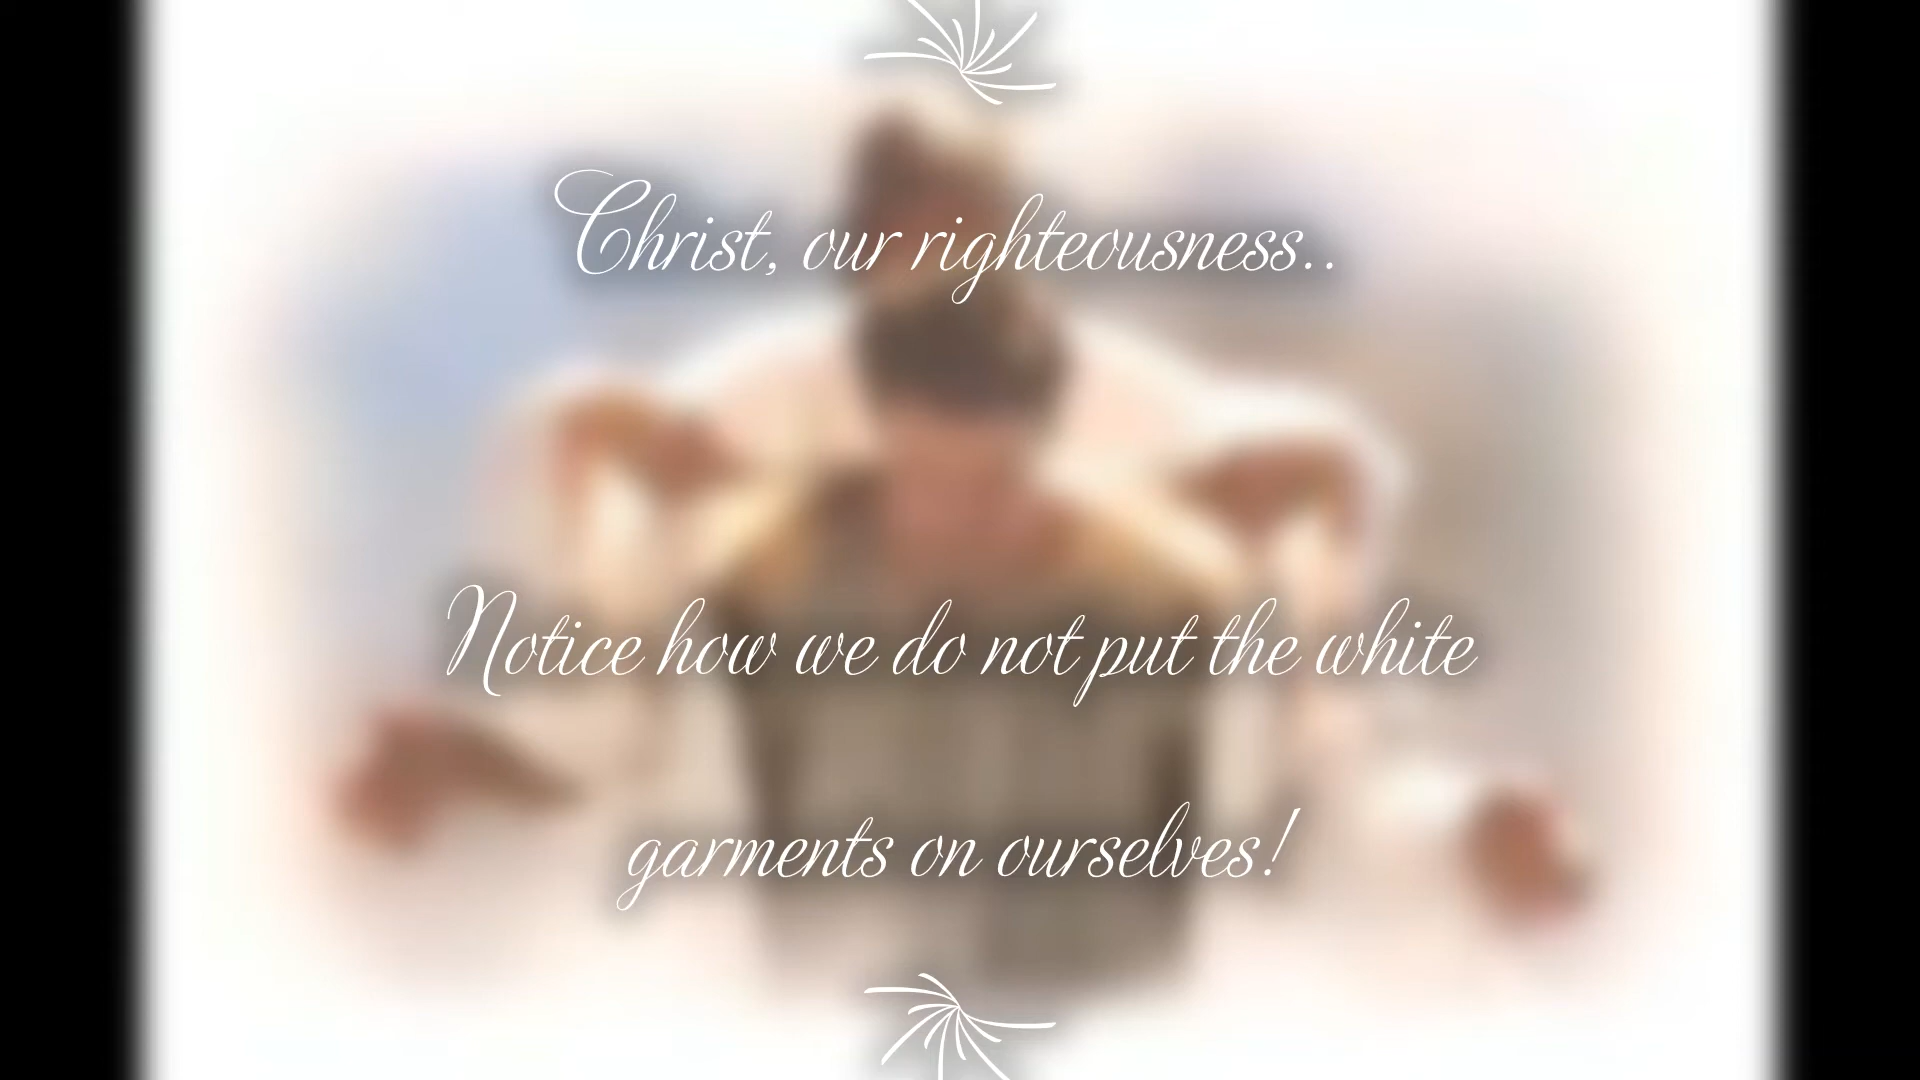 Christ, our righteousness..
Notice how we do not put the white
garments on ourselves!